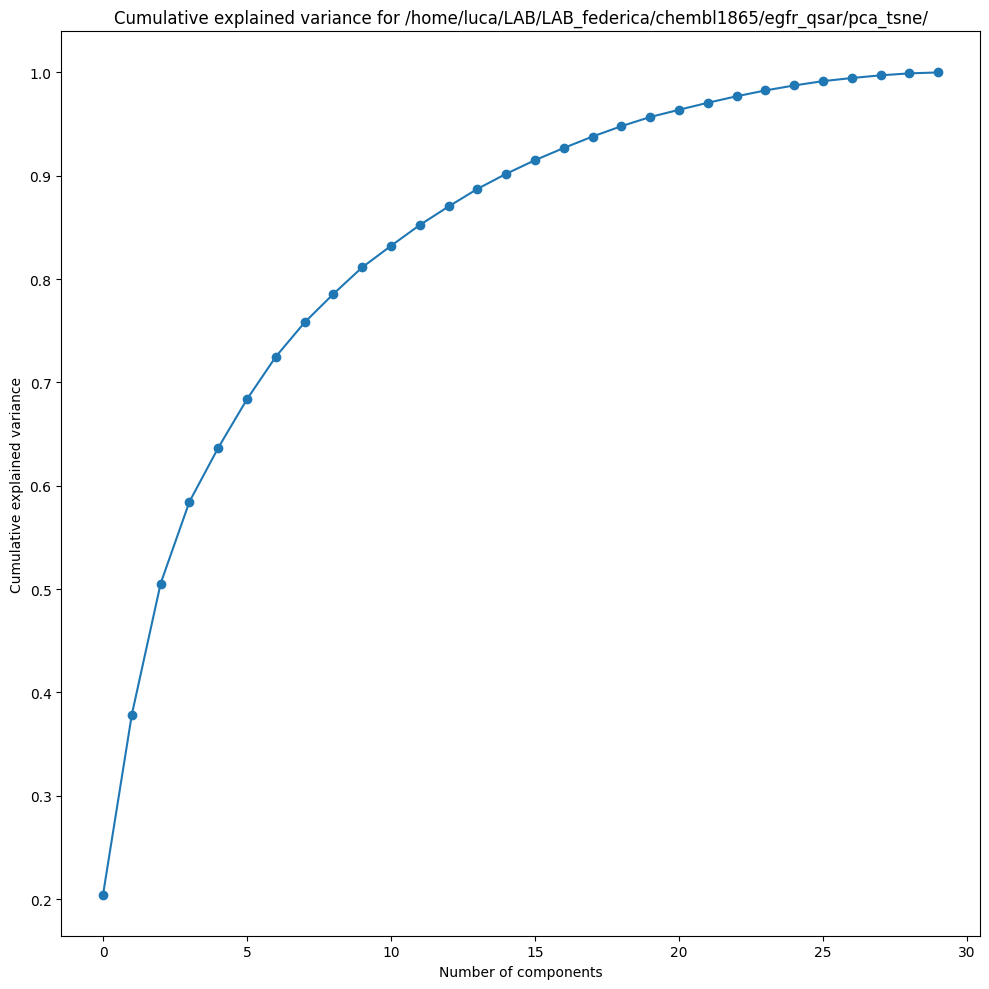 Cumulative explained variance for /home/luca/LAB/LAB_federica/chembl1865/egfr_qsar/pca_tsne/
1.0
0.9
0.8
0.7
0.6
0.5
0.4
0.3
0.2
Cumulative explained variance
0 5 10 15 20 25 30
Number of components